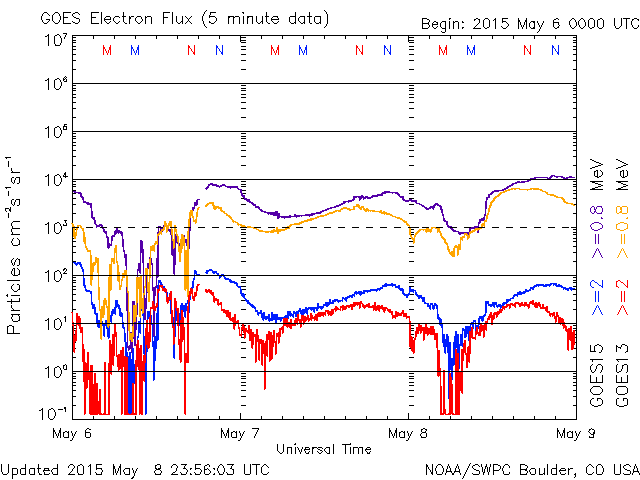 GOES Electron Flux (5 minute data)
Begin: 2015 May 6 0000 UTC
M M N N M M N N M M N N
10⁷
10⁶
10⁵
10⁴
10³
10²
10¹
10⁰
10⁻¹
Particles cm⁻²s⁻¹sr⁻¹
May 6 May 7 May 8 May 9
Universal Time
GOES15 >=2 >=0.8 MeV
GOES13 >=2 >=0.8 MeV
Updated 2015 May 8 23:56:03 UTC
NOAA/SWPC Boulder, CO USA